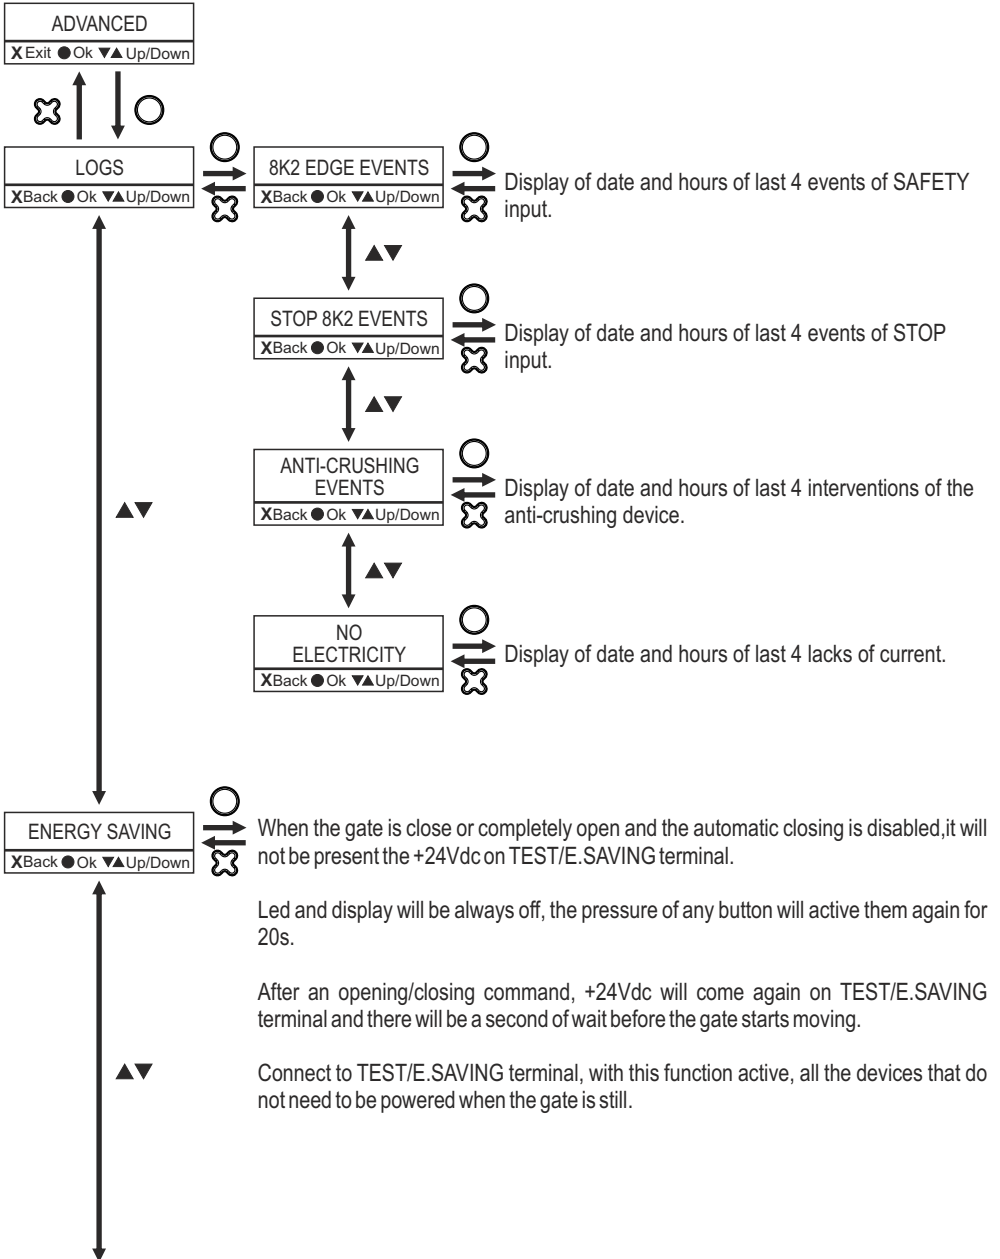 ADVANCED
X Exit ● Ok ▼▲ Up/Down
LOGS
XBack ● Ok ▼▲Up/Down
8K2 EDGE EVENTS
XBack ● Ok ▼▲Up/Down
Display of date and hours of last 4 events of SAFETY
input.
▲▼
STOP 8K2 EVENTS
XBack ● Ok ▼▲Up/Down
Display of date and hours of last 4 events of STOP
input.
▲▼
ANTI-CRUSHING
EVENTS
XBack ● Ok ▼▲Up/Down
Display of date and hours of last 4 interventions of the
anti-crushing device.
▲▼
▲▼
NO
ELECTRICITY
XBack ● Ok ▼▲Up/Down
Display of date and hours of last 4 lacks of current.
ENERGY SAVING
XBack ● Ok ▼▲Up/Down
When the gate is close or completely open and the automatic closing is disabled,it will
not be present the +24Vdc on TEST/E.SAVING terminal.
Led and display will be always off, the pressure of any button will active them again for
20s.
After an opening/closing command, +24Vdc will come again on TEST/E.SAVING
terminal and there will be a second of wait before the gate starts moving.
Connect to TEST/E.SAVING terminal, with this function active, all the devices that do
not need to be powered when the gate is still.
▲▼